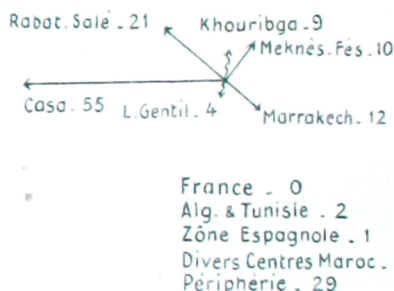 Rabat. Salé. 21
Khouribga. 9
Meknès. Fès. 10
Casa. 55
L. Gentil. 4
Marrakech. 12
France. 0
Alg. & Tunisie. 2
Zône Espagnole. 1
Divers Centres Maroc.
Périphérie. 29